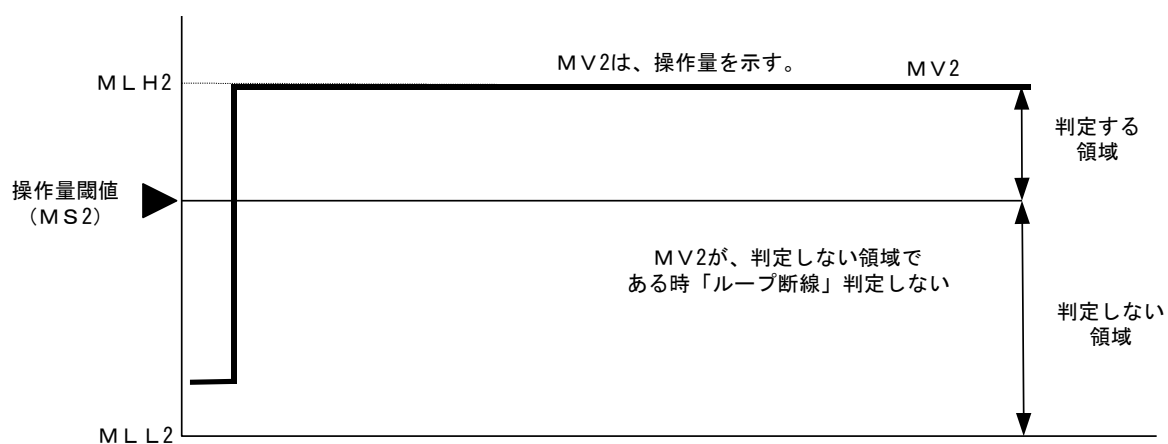 ＭＶ2は、操作量を示す。
ＭＶ2
ＭＬＨ2
判定する
領域
操作量閾値
（ＭＳ2）
ＭＶ2が、判定しない領域で
ある時「ループ断線」判定しない
判定しない
領域
ＭＬＬ2